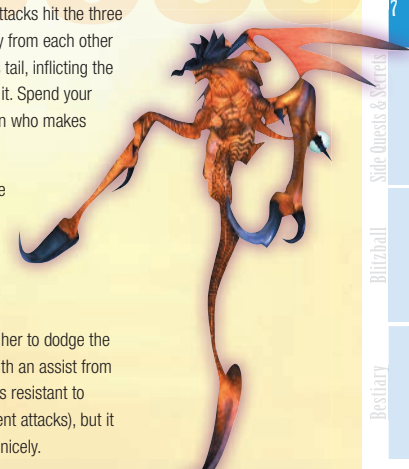 ttacks hit the three
y from each other
tail, inflicting the
it. Spend your
n who makes
e
her to dodge the
th an assist from
s resistant to
ent attacks), but it
nicely.
7
Side Quests & Secrets
Blitzball
Bestiary